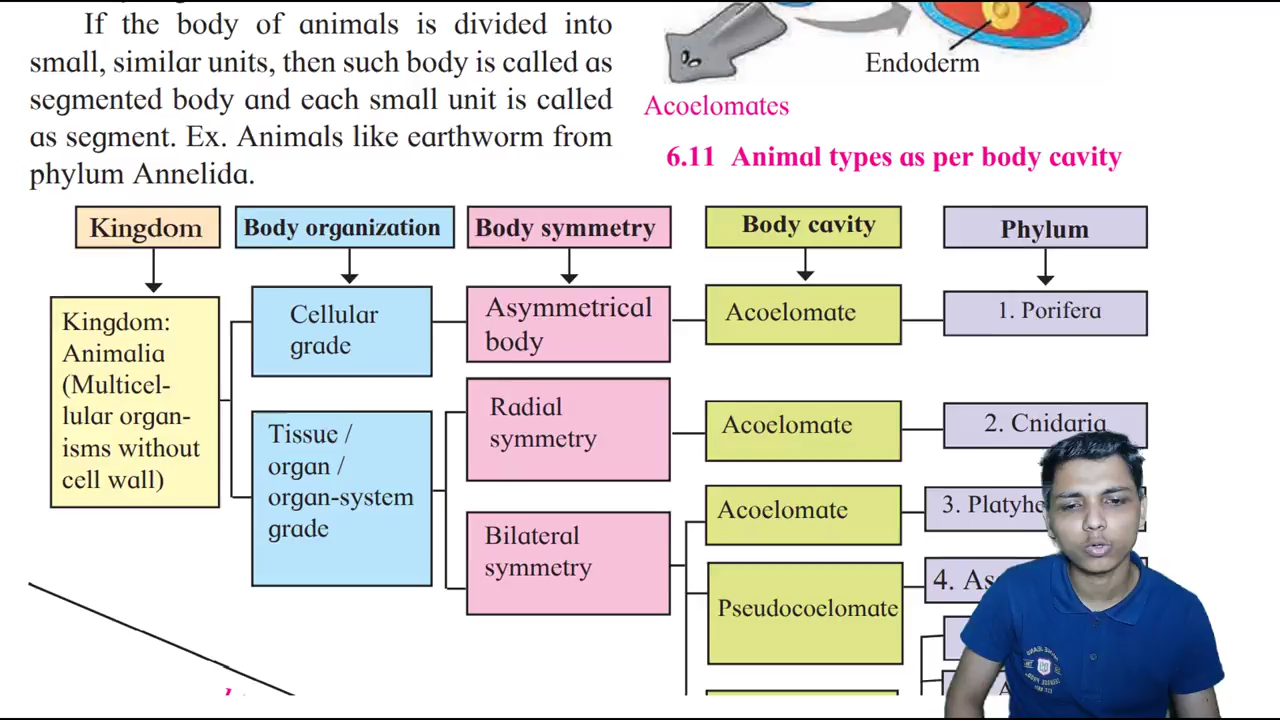 If the body of animals is divided into
small, similar units, then such body is called as
segmented body and each small unit is called
as segment. Ex. Animals like earthworm from
phylum Annelida.
Endoderm
Acoelomates
6.11 Animal types as per body cavity
Kingdom
Body organization
Body symmetry
Body cavity
Phylum
Kingdom:
Animalia
(Multicel-
lular organ-
isms without
cell wall)
Cellular
grade
Asymmetrical
body
Acoelomate
1. Porifera
Tissue /
organ /
organ-system
grade
Radial
symmetry
Acoelomate
2. Cnidaria
Bilateral
symmetry
Acoelomate
3. Platyhe
Pseudocoelomate
4. As